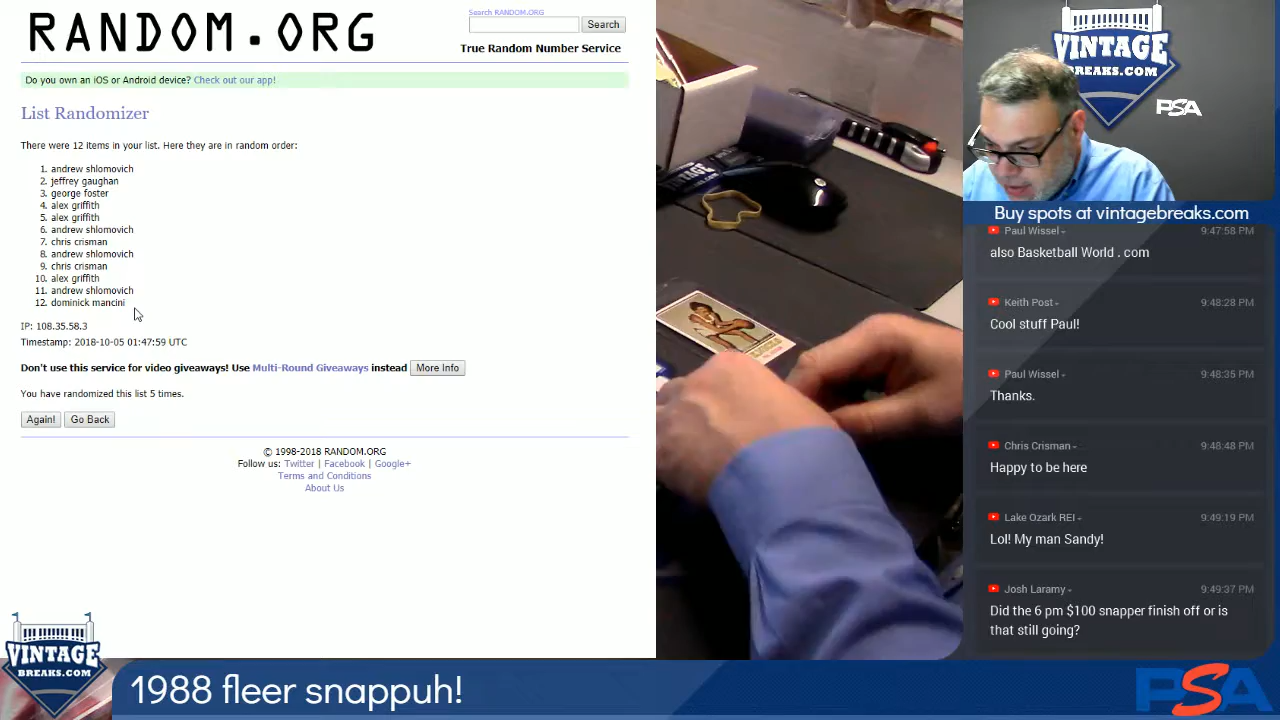 RANDOM.ORG
Search RANDOM.ORG
Search
True Random Number Service
Do you own an iOS or Android device? Check out our app!
List Randomizer
There were 12 items in your list. Here they are in random order:
1. andrew shlomovich
2. jeffrey gaughan
3. george foster
4. alex griffith
5. alex griffith
6. andrew shlomovich
7. chris crisman
8. andrew shlomovich
9. chris crisman
10. alex griffith
11. andrew shlomovich
12. dominick mancini
IP: 108.35.58.3
Timestamp: 2018-10-05 01:47:59 UTC
Don't use this service for video giveaways! Use Multi-Round Giveaways instead
More Info
You have randomized this list 5 times.
Again!
Go Back
© 1998-2018 RANDOM.ORG
Follow us: Twitter | Facebook | Google+
Terms and Conditions
About Us
VINTAGE
BREAKS.COM
PSA
VINTAGE
Buy spots at vintagebreaks.com
Paul Wissel 9:47:58 PM
also Basketball World . com
Keith Post 9:48:28 PM
Cool stuff Paul!
Paul Wissel 9:48:35 PM
Thanks.
Chris Crisman 9:48:48 PM
Happy to be here
Lake Ozark REI 9:49:19 PM
Lol! My man Sandy!
Josh Laramy 9:49:37 PM
Did the 6 pm $100 snapper finish off or is
that still going?
VINTAGE
BREAKS.COM
1988 fleer snappuh!
PSA